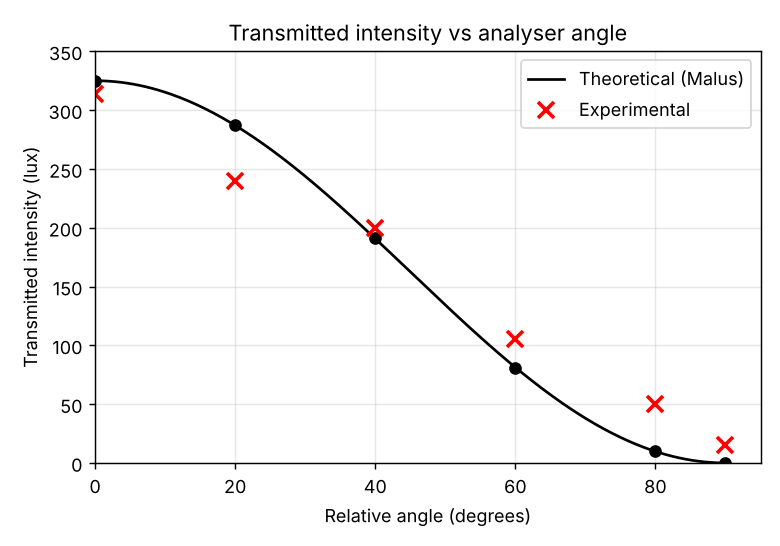 Transmitted intensity vs analyser angle
Theoretical (Malus)
Experimental
Transmitted intensity (lux)
350
300
250
200
150
100
50
0
0 20 40 60 80
Relative angle (degrees)